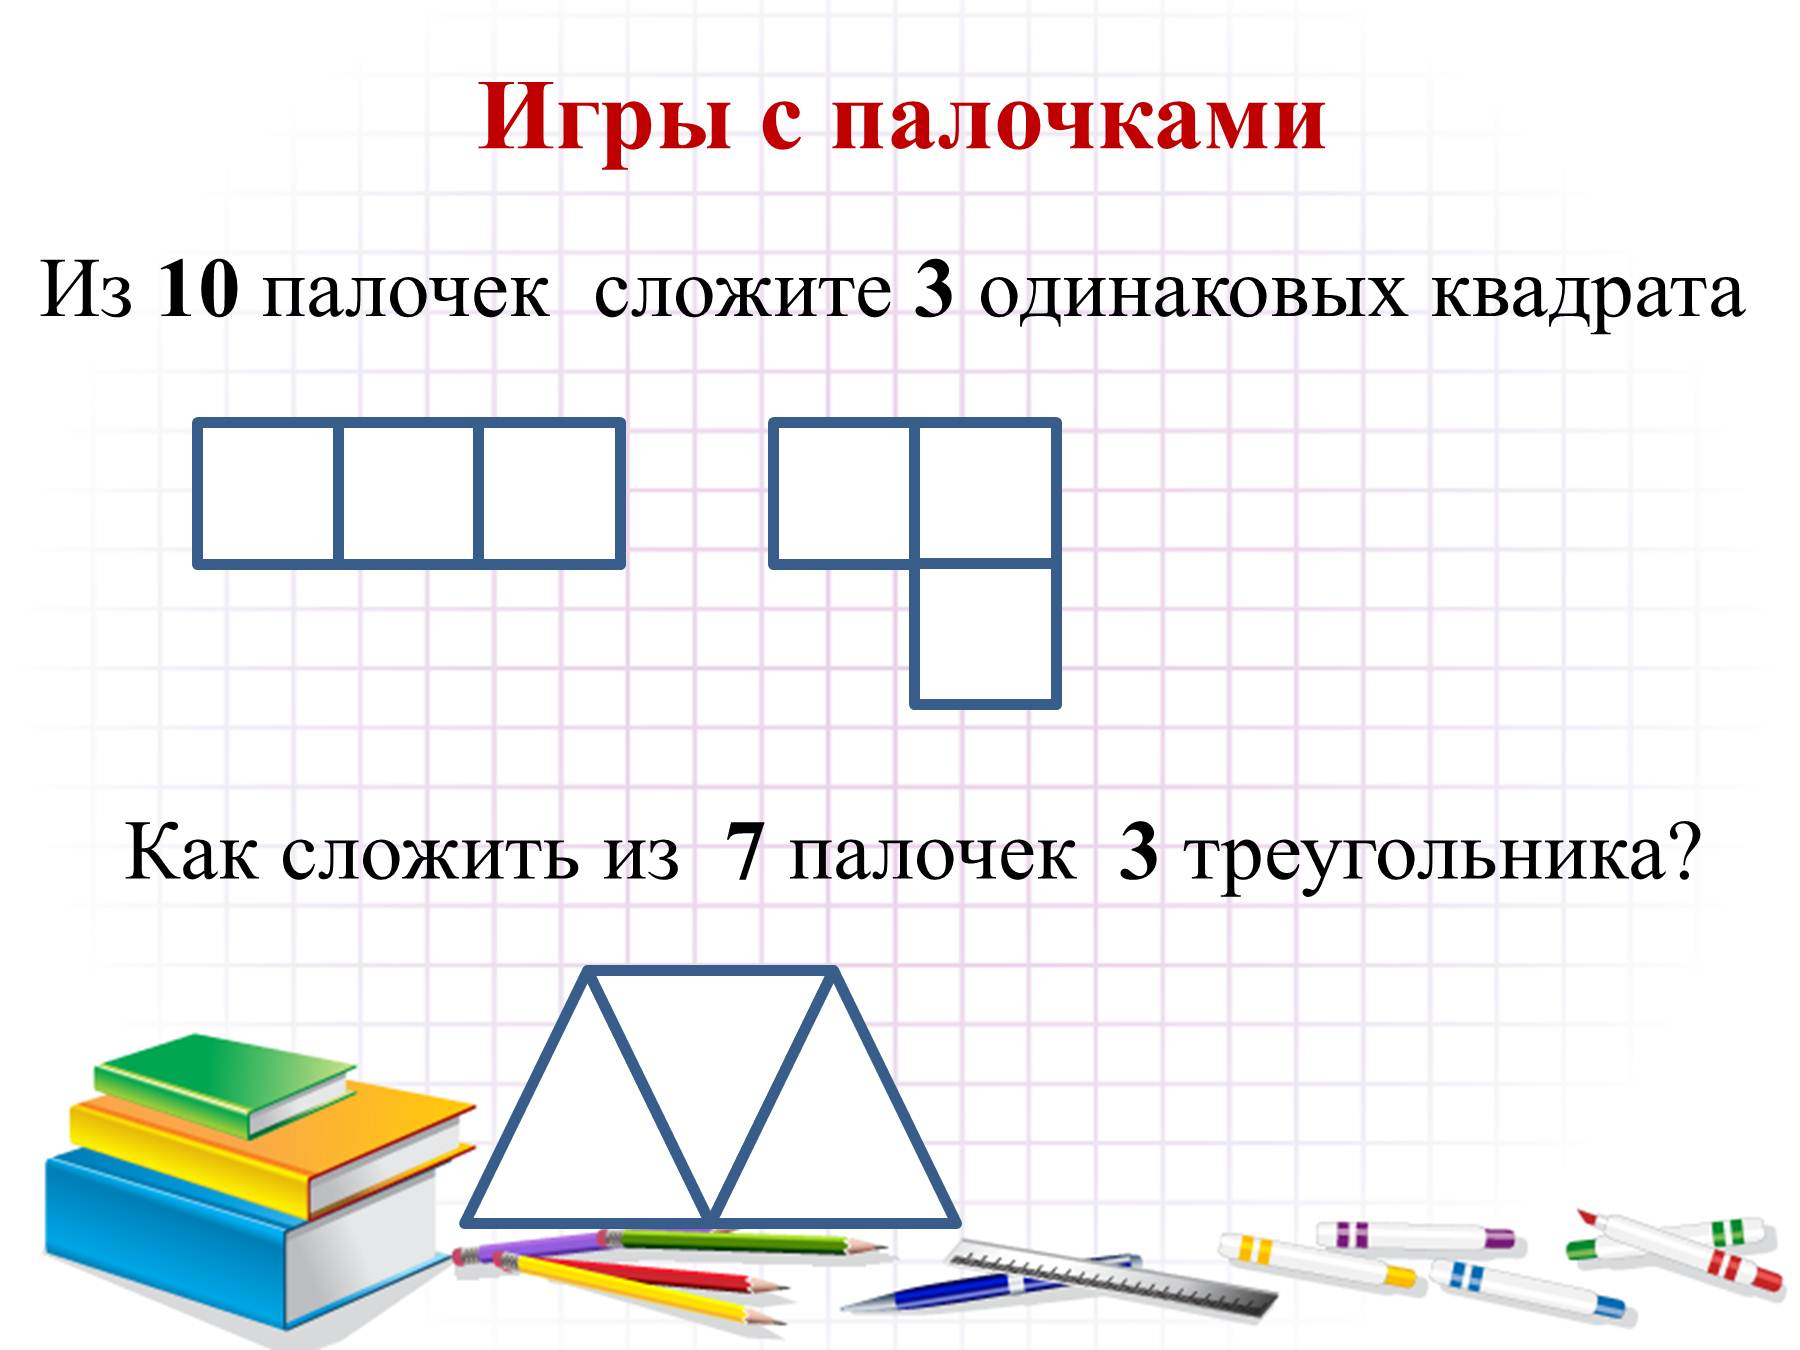 Игры с палочками
Из 10 палочек сложите 3 одинаковых квадрата
Как сложить из 7 палочек 3 треугольника?